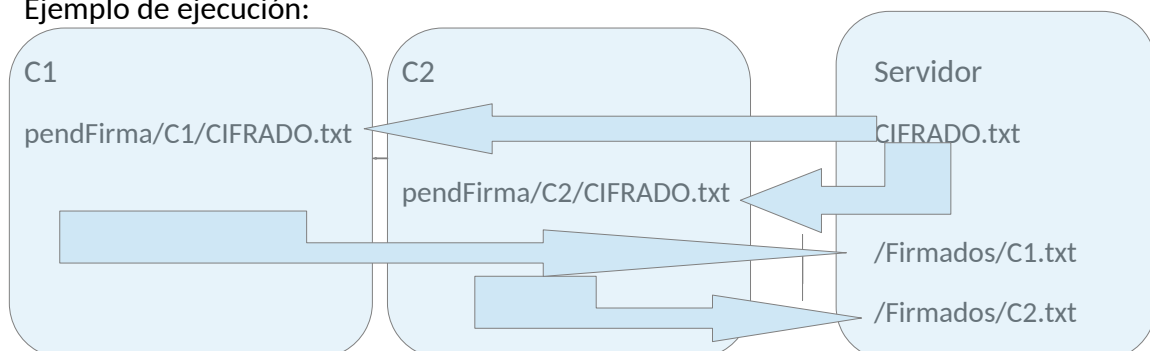 Ejemplo de ejecución:
C1
C2
Servidor
pendFirma/C1/CIFRADO.txt
CIFRADO.txt
pendFirma/C2/CIFRADO.txt
/Firmados/C1.txt
/Firmados/C2.txt